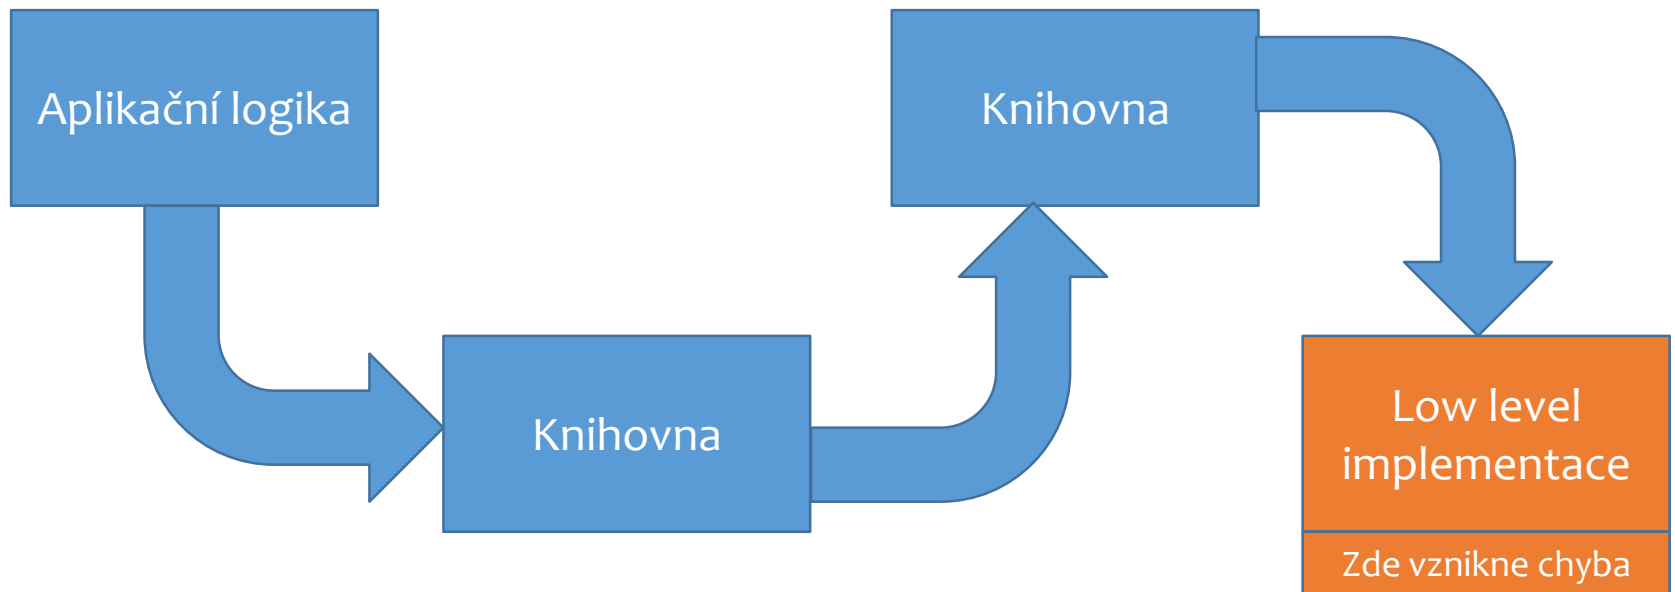 Aplikační logika
Knihovna
Knihovna
Low level
implementace
Zde vznikne chyba